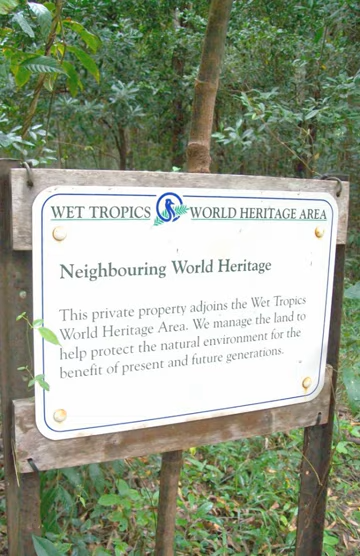 WET TROPICS WORLD HERITAGE AREA
Neighbouring World Heritage
This private property adjoins the Wet Tropics
World Heritage Area. We manage the land to
help protect the natural environment for the
benefit of present and future generations.